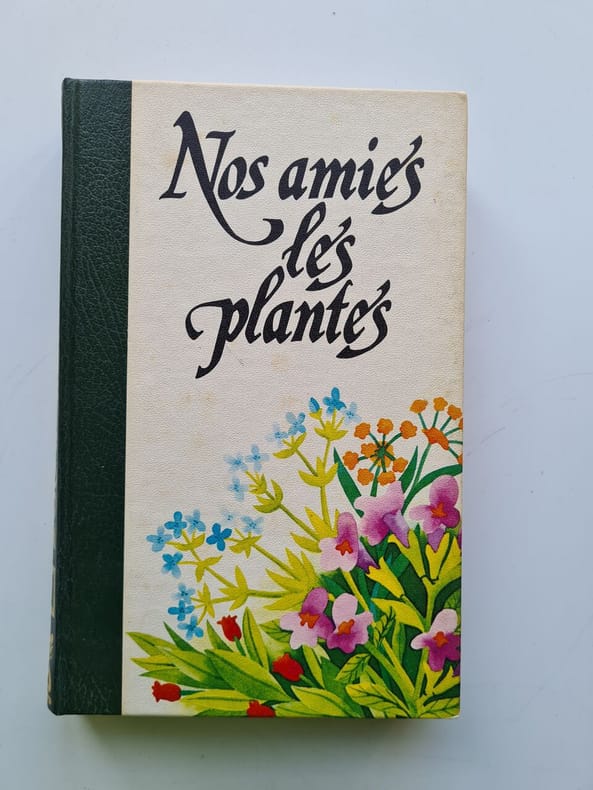 Nos amies
les
plantes